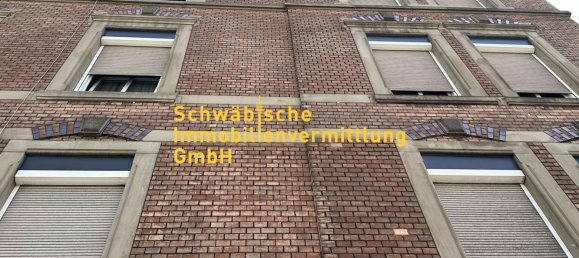 Schwäbische
Immobilienvermittlung
GmbH